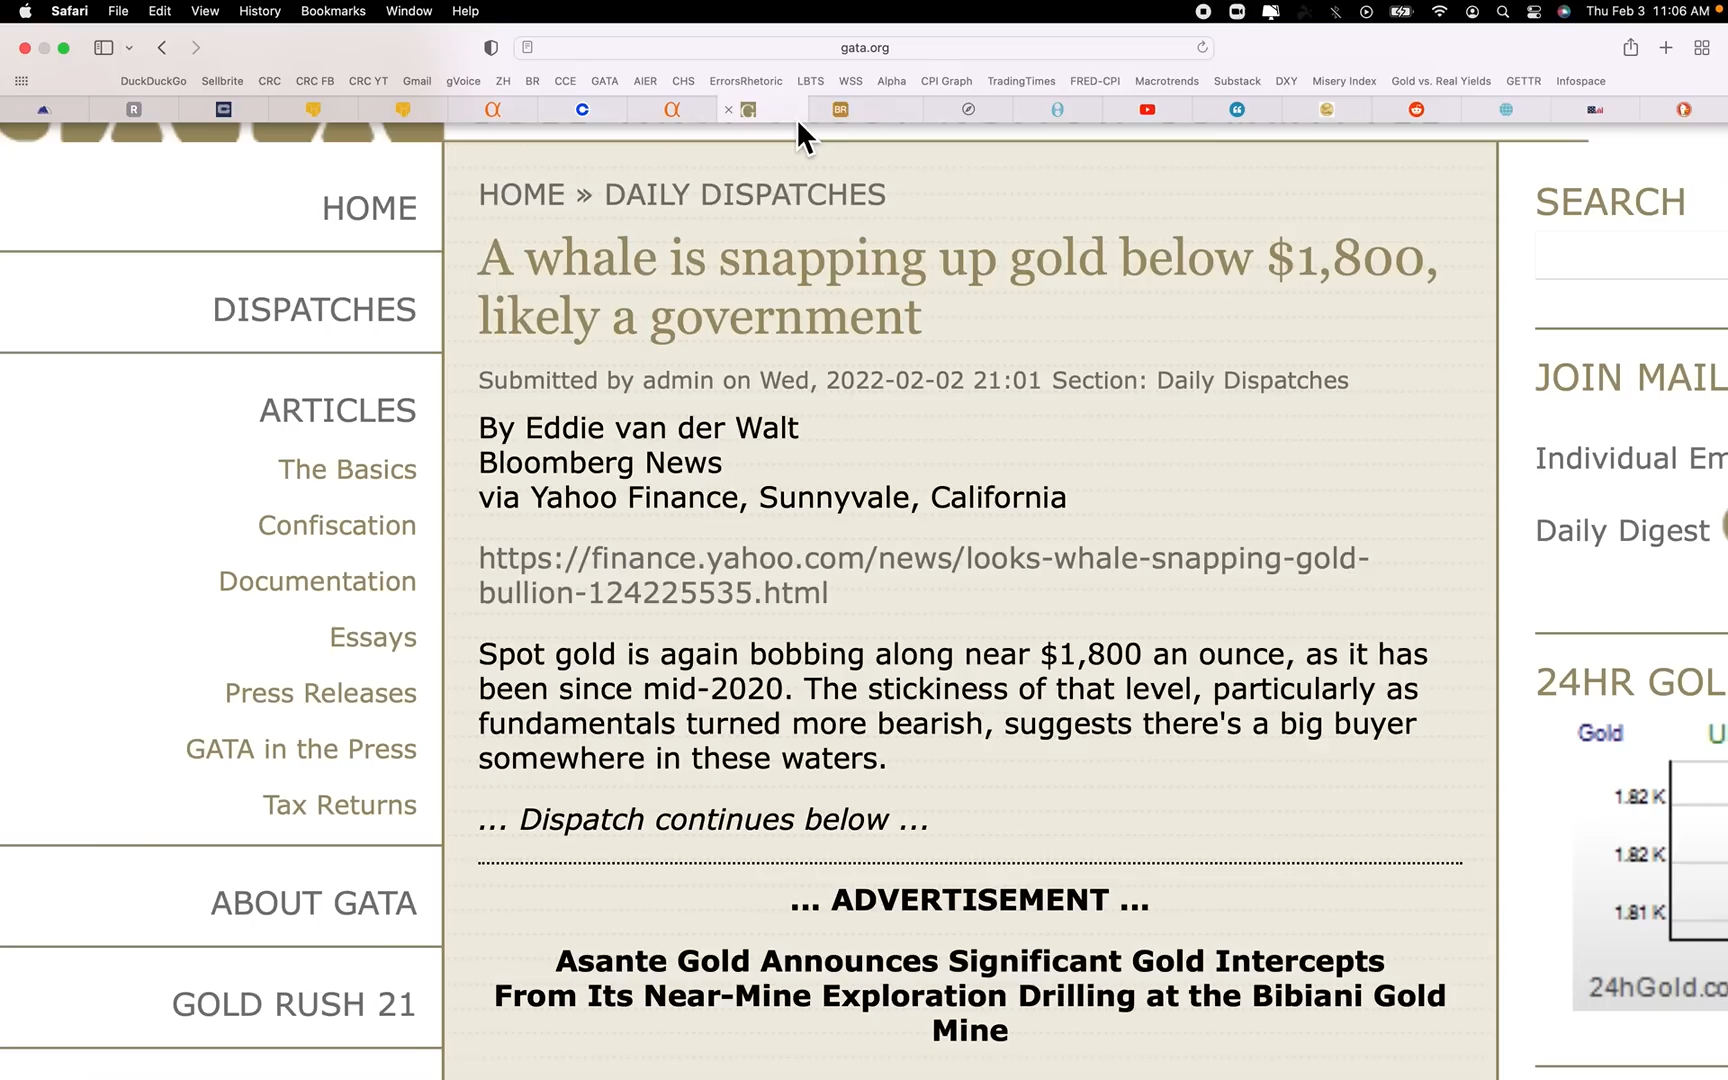 Safari File Edit View History Bookmarks Window Help
Thu Feb 3 11:06 AM
gata.org
DuckDuckGo Sellbrite CRC CRC FB CRC YT Gmail gVoice ZH BR CCE GATA AIER CHS ErrorsRhetoric LBTS WSS Alpha CPI Graph TradingTimes FRED-CPI Macrotrends Substack DXY Misery Index Gold vs. Real Yields GETTR Infospace
HOME
DISPATCHES
ARTICLES
The Basics
Confiscation
Documentation
Essays
Press Releases
GATA in the Press
Tax Returns
ABOUT GATA
GOLD RUSH 21
HOME » DAILY DISPATCHES
A whale is snapping up gold below $1,800,
likely a government
Submitted by admin on Wed, 2022-02-02 21:01 Section: Daily Dispatches
By Eddie van der Walt
Bloomberg News
via Yahoo Finance, Sunnyvale, California
https://finance.yahoo.com/news/looks-whale-snapping-gold-
bullion-124225535.html
Spot gold is again bobbing along near $1,800 an ounce, as it has
been since mid-2020. The stickiness of that level, particularly as
fundamentals turned more bearish, suggests there's a big buyer
somewhere in these waters.
... Dispatch continues below ...
... ADVERTISEMENT ...
Asante Gold Announces Significant Gold Intercepts
From Its Near-Mine Exploration Drilling at the Bibiani Gold
Mine
SEARCH
JOIN MAIL
Individual Em
Daily Digest
24HR GOL
Gold U
1.82 K
1.82 K
1.81 K
24hGold.co